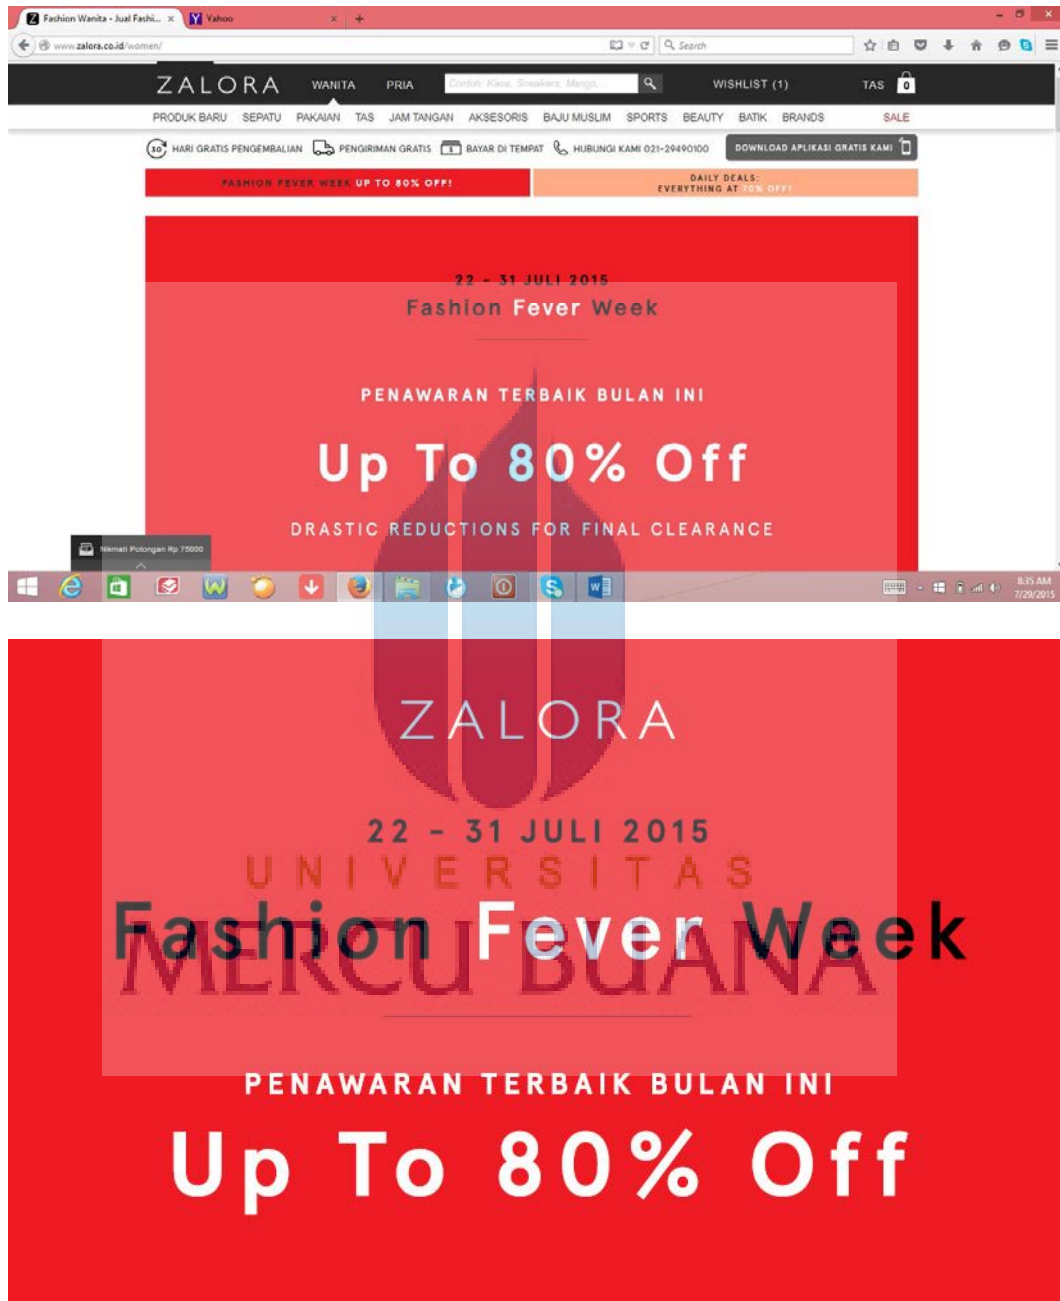 Fashion Wanita - Jual Fashi... × Yahoo × +
www.zalora.co.id/women/ Search
ZALORA WANITA PRIA Contoh: Kaos, Sneakers, Mango, ... WISHLIST (1) TAS 0
PRODUK BARU SEPATU PAKAIAN TAS JAM TANGAN AKSESORIS BAJU MUSLIM SPORTS BEAUTY BATIK BRANDS SALE
30 HARI GRATIS PENGEMBALIAN PENGIRIMAN GRATIS BAYAR DI TEMPAT HUBUNGI KAMI 021-29490100 DOWNLOAD APLIKASI GRATIS KAMI
FASHION FEVER WEEK UP TO 80% OFF!
DAILY DEALS:
EVERYTHING AT 70% OFF!
22 - 31 JULI 2015
Fashion Fever Week
PENAWARAN TERBAIK BULAN INI
Up To 80% Off
DRASTIC REDUCTIONS FOR FINAL CLEARANCE
Nikmati Potongan Rp 75000
8:35 AM
7/29/2015
ZALORA
22 - 31 JULI 2015
UNIVERSITAS
Fashion Fever Week
MERCU BUANA
PENAWARAN TERBAIK BULAN INI
Up To 80% Off